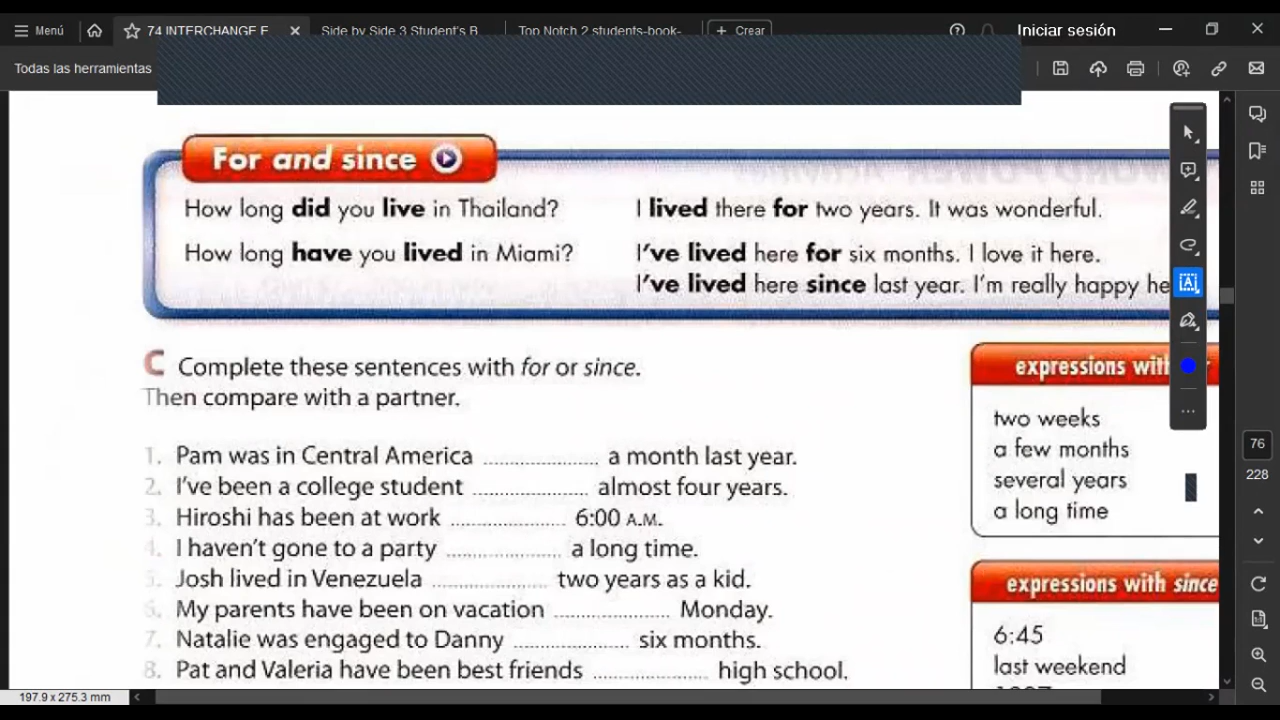 Menú
74 INTERCHANGE F
Side by Side 3 Student's B
Top Notch 2 students-book-
+ Crear
Iniciar sesión
Todas las herramientas
For and since
How long did you live in Thailand?
I lived there for two years. It was wonderful.
How long have you lived in Miami?
I've lived here for six months. I love it here.
I've lived here since last year. I'm really happy he
C Complete these sentences with for or since.
Then compare with a partner.
1. Pam was in Central America .................... a month last year.
2. I've been a college student .................... almost four years.
3. Hiroshi has been at work .................... 6:00 A.M.
4. I haven't gone to a party .................... a long time.
5. Josh lived in Venezuela .................... two years as a kid.
6. My parents have been on vacation .................... Monday.
7. Natalie was engaged to Danny .................... six months.
8. Pat and Valeria have been best friends .................... high school.
expressions with
two weeks
a few months
several years
a long time
expressions with since
6:45
last weekend
76
228
197.9 x 275.3 mm